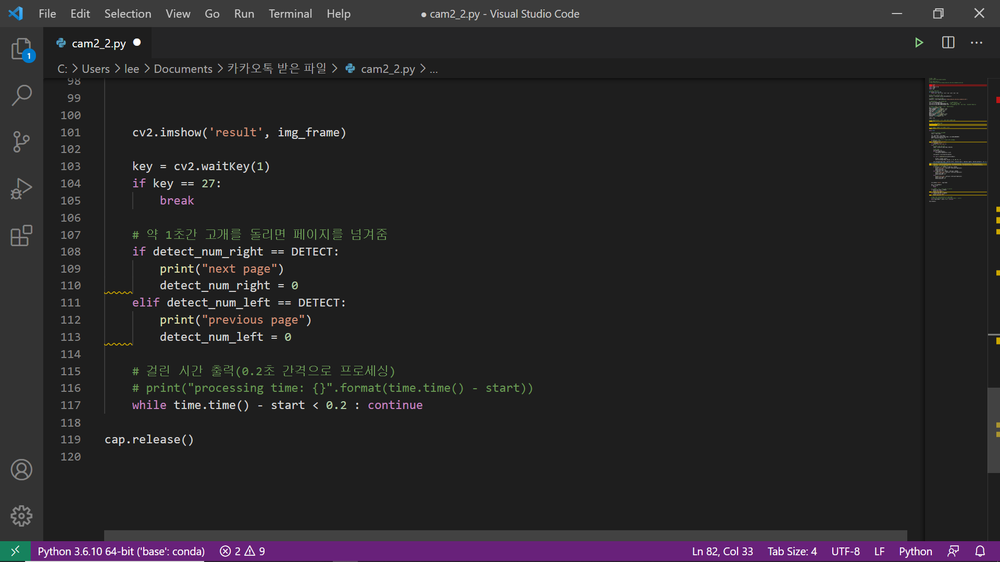 File Edit Selection View Go Run Terminal Help ● cam2_2.py - Visual Studio Code
cam2_2.py
1
C: > Users > lee > Documents > 카카오톡 받은 파일 > cam2_2.py > ...
98
99
100
101 cv2.imshow('result', img_frame)
102
103 key = cv2.waitKey(1)
104 if key == 27:
105 break
106
107 # 약 1초간 고개를 돌리면 페이지를 넘겨줌
108 if detect_num_right == DETECT:
109 print("next page")
110 detect_num_right = 0
111 elif detect_num_left == DETECT:
112 print("previous page")
113 detect_num_left = 0
114
115 # 걸린 시간 출력(0.2초 간격으로 프로세싱)
116 # print("processing time: {}".format(time.time() - start))
117 while time.time() - start < 0.2 : continue
118
119 cap.release()
120
Python 3.6.10 64-bit ('base': conda) 2 9 Ln 82, Col 33 Tab Size: 4 UTF-8 LF Python